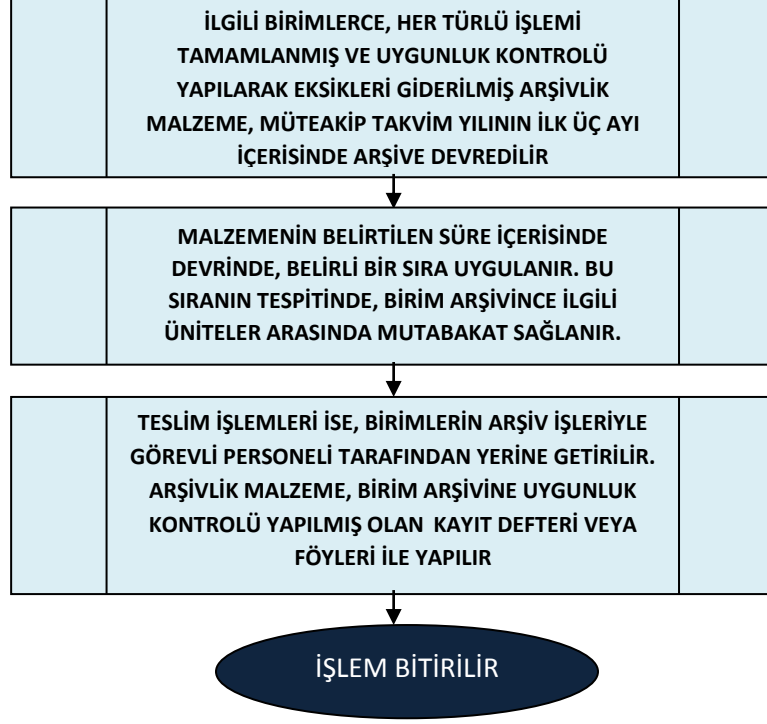 İLGİLİ BİRİMLERCE, HER TÜRLÜ İŞLEMİ
TAMAMLANMIŞ VE UYGUNLUK KONTROLÜ
YAPILARAK EKSİKLERİ GİDERİLMİŞ ARŞİVLİK
MALZEME, MÜTEAKİP TAKVİM YILININ İLK ÜÇ AYI
İÇERİSİNDE ARŞİVE DEVREDİLİR
MALZEMENİN BELİRTİLEN SÜRE İÇERİSİNDE
DEVRİNDE, BELİRLİ BİR SIRA UYGULANIR. BU
SIRANIN TESPİTİNDE, BİRİM ARŞİVİNCE İLGİLİ
ÜNİTELER ARASINDA MUTABAKAT SAĞLANIR.
TESLİM İŞLEMLERİ İSE, BİRİMLERİN ARŞİV İŞLERİYLE
GÖREVLİ PERSONELİ TARAFINDAN YERİNE GETİRİLİR.
ARŞİVLİK MALZEME, BİRİM ARŞİVİNE UYGUNLUK
KONTROLÜ YAPILMIŞ OLAN KAYIT DEFTERİ VEYA
FÖYLERİ İLE YAPILIR
İŞLEM BİTİRİLİR